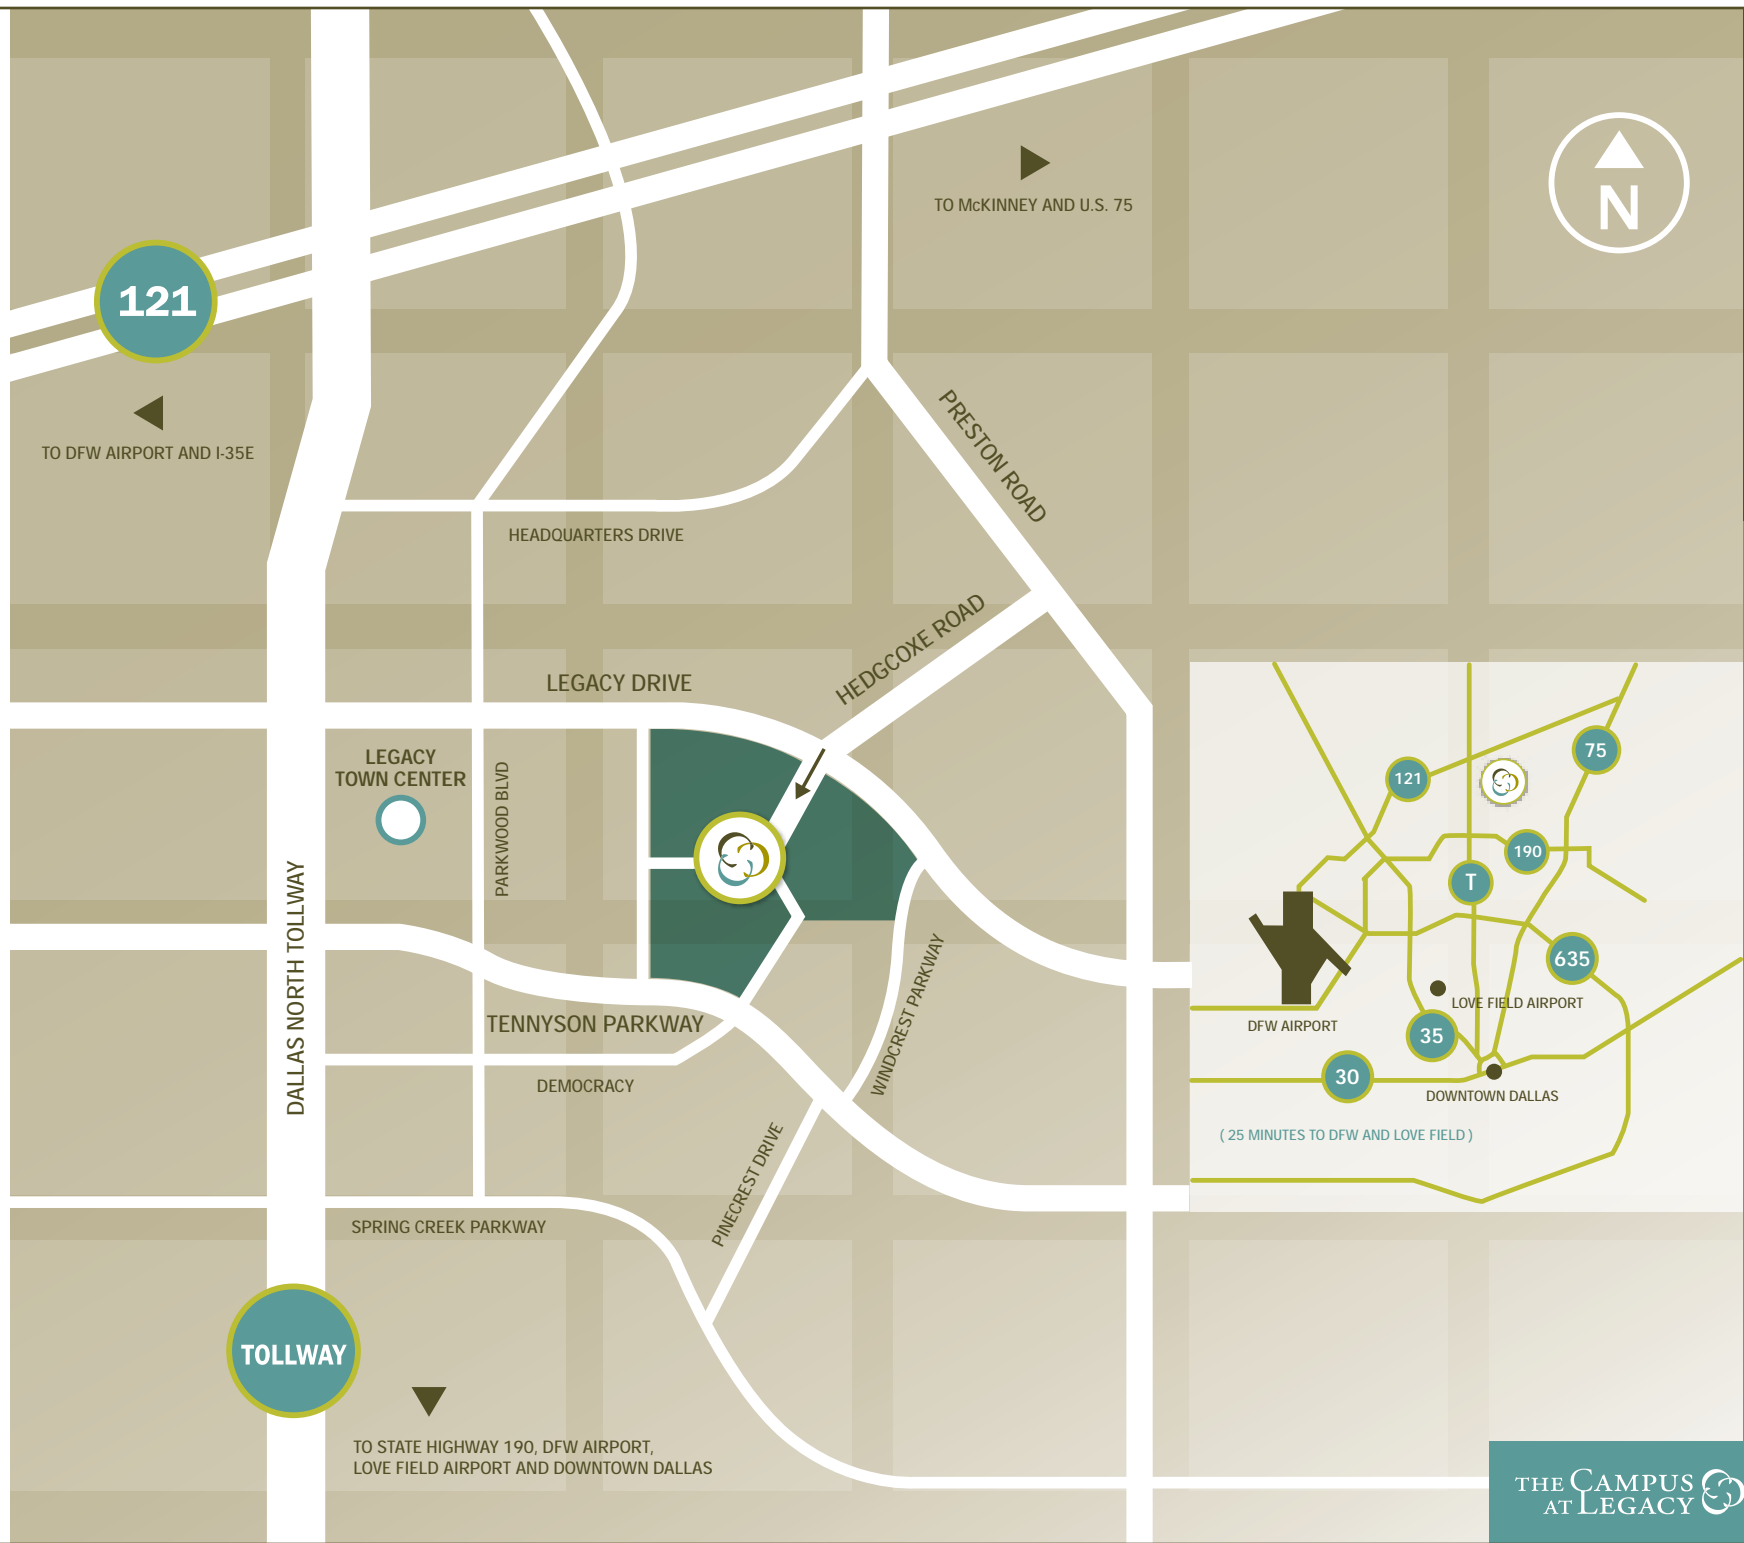 N
TO McKINNEY AND U.S. 75
121
TO DFW AIRPORT AND I-35E
PRESTON ROAD
HEADQUARTERS DRIVE
HEDGCOXE ROAD
LEGACY DRIVE
LEGACY
TOWN CENTER
PARKWOOD BLVD
DALLAS NORTH TOLLWAY
TENNYSON PARKWAY
WINDCREST PARKWAY
DEMOCRACY
PINECREST DRIVE
SPRING CREEK PARKWAY
TOLLWAY
TO STATE HIGHWAY 190, DFW AIRPORT,
LOVE FIELD AIRPORT AND DOWNTOWN DALLAS
75
121
190
T
635
LOVE FIELD AIRPORT
DFW AIRPORT
35
30
DOWNTOWN DALLAS
( 25 MINUTES TO DFW AND LOVE FIELD )
THE CAMPUS
AT LEGACY